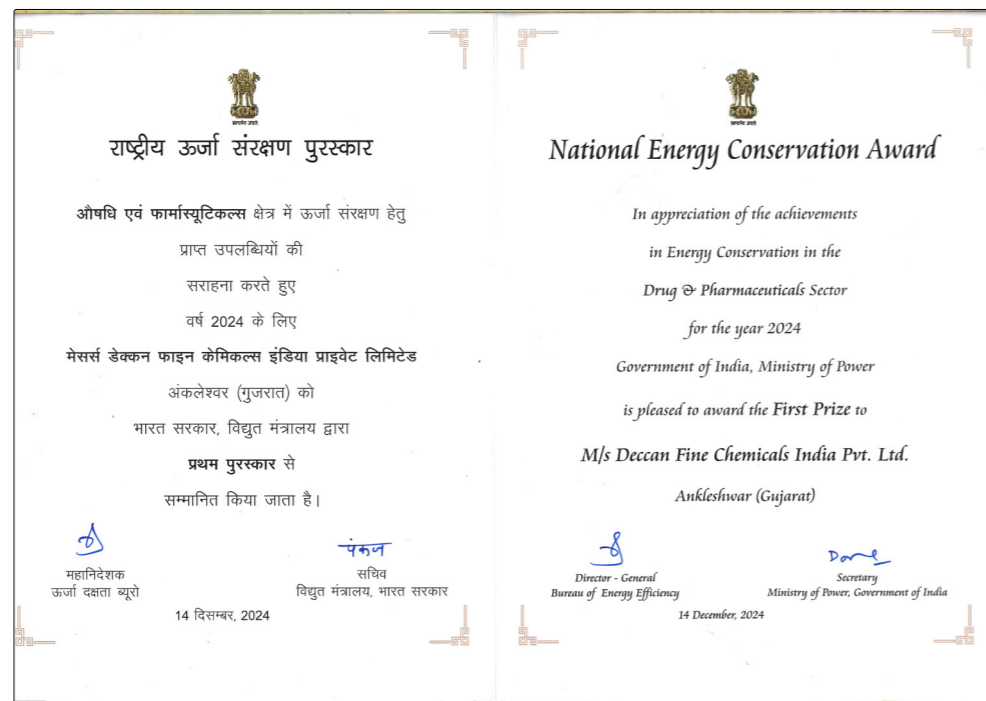 सत्यमेव जयते
राष्ट्रीय ऊर्जा संरक्षण पुरस्कार
औषधि एवं फार्मास्यूटिकल्स क्षेत्र में ऊर्जा संरक्षण हेतु
प्राप्त उपलब्धियों की
सराहना करते हुए
वर्ष 2024 के लिए
मेसर्स डेक्कन फाइन केमिकल्स इंडिया प्राइवेट लिमिटेड
अंकलेश्वर (गुजरात) को
भारत सरकार, विद्युत मंत्रालय द्वारा
प्रथम पुरस्कार से
सम्मानित किया जाता है।
पंकज
महानिदेशक
ऊर्जा दक्षता ब्यूरो
सचिव
विद्युत मंत्रालय, भारत सरकार
14 दिसम्बर, 2024
सत्यमेव जयते
National Energy Conservation Award
In appreciation of the achievements
in Energy Conservation in the
Drug & Pharmaceuticals Sector
for the year 2024
Government of India, Ministry of Power
is pleased to award the First Prize to
M/s Deccan Fine Chemicals India Pvt. Ltd.
Ankleshwar (Gujarat)
Director - General
Bureau of Energy Efficiency
Secretary
Ministry of Power, Government of India
14 December, 2024